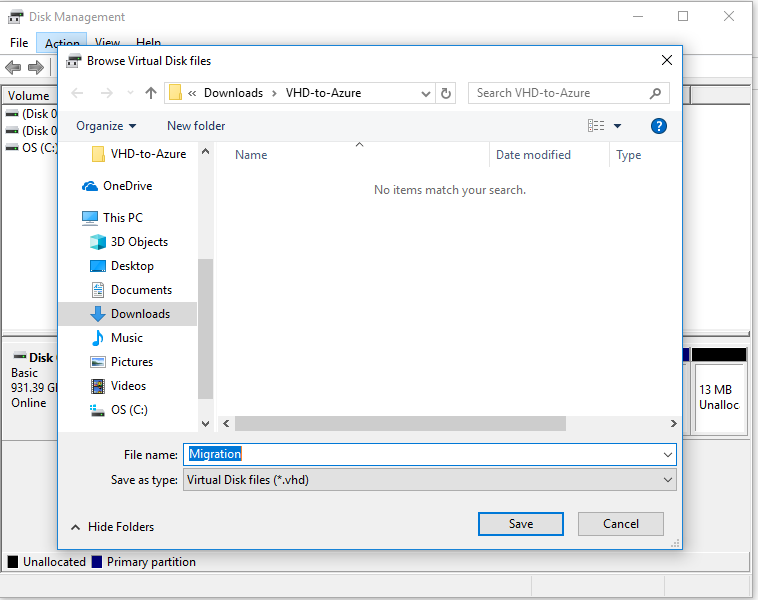 Disk Management
File Action View Help
Browse Virtual Disk files
« Downloads > VHD-to-Azure
Search VHD-to-Azure
Organize New folder
Volume
(Disk 0
(Disk 0
OS (C:)
VHD-to-Azure
OneDrive
This PC
3D Objects
Desktop
Documents
Downloads
Music
Pictures
Videos
OS (C:)
Name Date modified Type
No items match your search.
Disk
Basic
931.39 G
Online
13 MB
Unalloc
File name: Migration
Save as type: Virtual Disk files (*.vhd)
Hide Folders
Save Cancel
Unallocated Primary partition